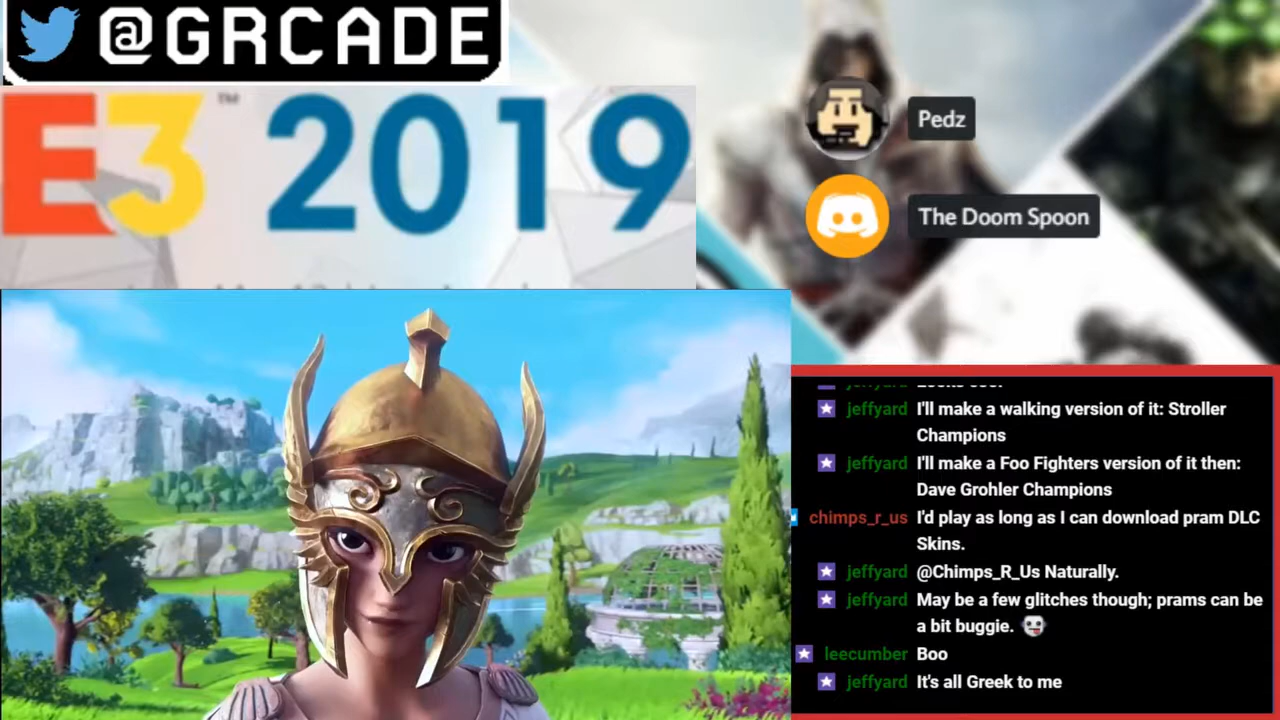 @GRCADE
E3™ 2019
Pedz
The Doom Spoon
jeffyard I'll make a walking version of it: Stroller
Champions
jeffyard I'll make a Foo Fighters version of it then:
Dave Grohler Champions
chimps_r_us I'd play as long as I can download pram DLC
Skins.
jeffyard @Chimps_R_Us Naturally.
jeffyard May be a few glitches though; prams can be
a bit buggie.
leecumber Boo
jeffyard It's all Greek to me